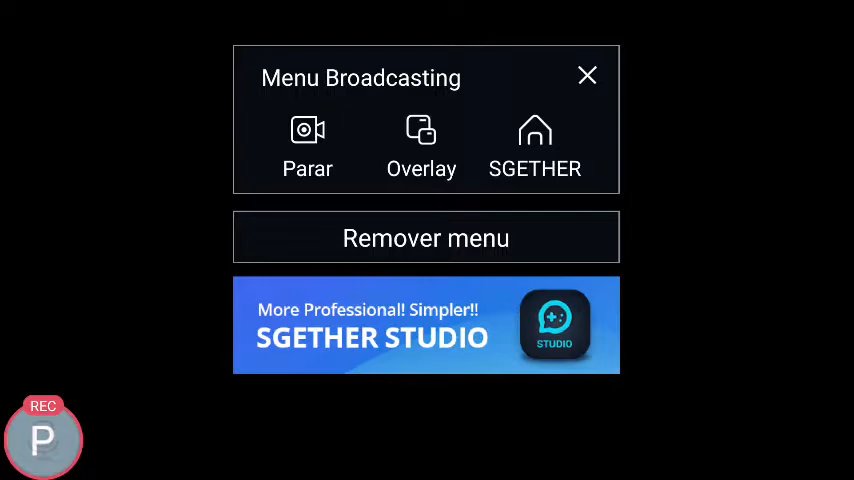 Menu Broadcasting
Parar
Overlay
SGETHER
Remover menu
More Professional! Simpler!!
SGETHER STUDIO
STUDIO
REC
P